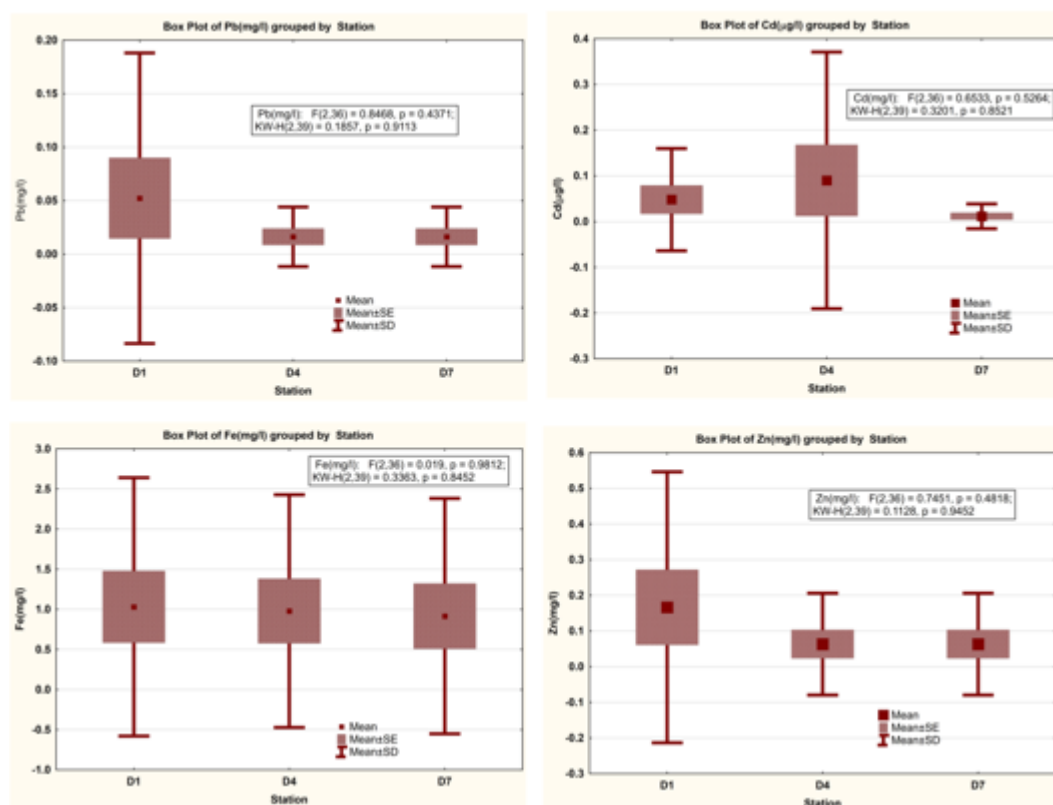 Box Plot of Pb(mg/l) grouped by Station
0.20
0.15
0.10
0.05
0.00
-0.05
-0.10
Pb(mg/l)
Pb(mg/l): F(2,36) = 0.8468, p = 0.4371;
KW-H(2,39) = 0.1857, p = 0.9113
Mean
Mean±SE
Mean±SD
D1 D4 D7
Station
Box Plot of Cd(µg/l) grouped by Station
0.4
0.3
0.2
0.1
0.0
-0.1
-0.2
-0.3
Cd(µg/l)
Cd(mg/l): F(2,36) = 0.6533, p = 0.5264;
KW-H(2,39) = 0.3201, p = 0.8521
Mean
Mean±SE
Mean±SD
D1 D4 D7
Station
Box Plot of Fe(mg/l) grouped by Station
3.0
2.5
2.0
1.5
1.0
0.5
0.0
-0.5
-1.0
Fe(mg/l)
Fe(mg/l): F(2,36) = 0.019, p = 0.9812;
KW-H(2,39) = 0.3363, p = 0.8452
Mean
Mean±SE
Mean±SD
D1 D4 D7
Station
Box Plot of Zn(mg/l) grouped by Station
0.6
0.5
0.4
0.3
0.2
0.1
0.0
-0.1
-0.2
-0.3
Zn(mg/l)
Zn(mg/l): F(2,36) = 0.7451, p = 0.4818;
KW-H(2,39) = 0.1128, p = 0.9452
Mean
Mean±SE
Mean±SD
D1 D4 D7
Station